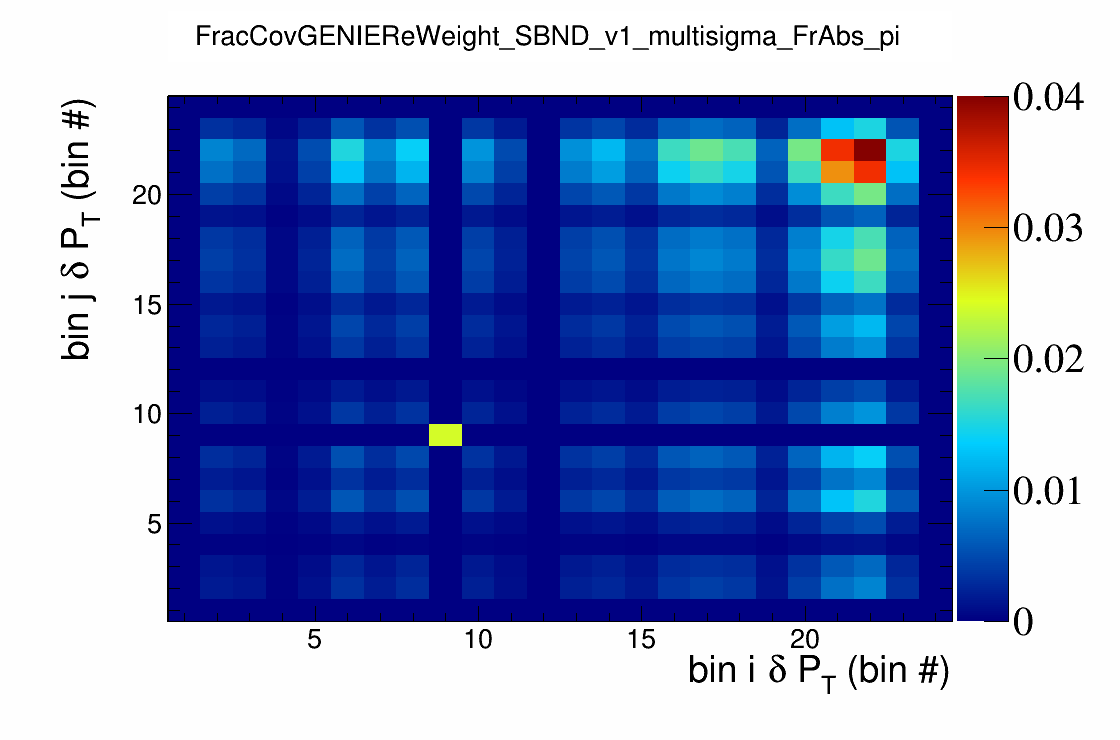 FracCovGENIEReWeight_SBND_v1_multisigma_FrAbs_pi
bin j δ P_T (bin #)
20
15
10
5
5 10 15 20
bin i δ P_T (bin #)
0.04
0.03
0.02
0.01
0